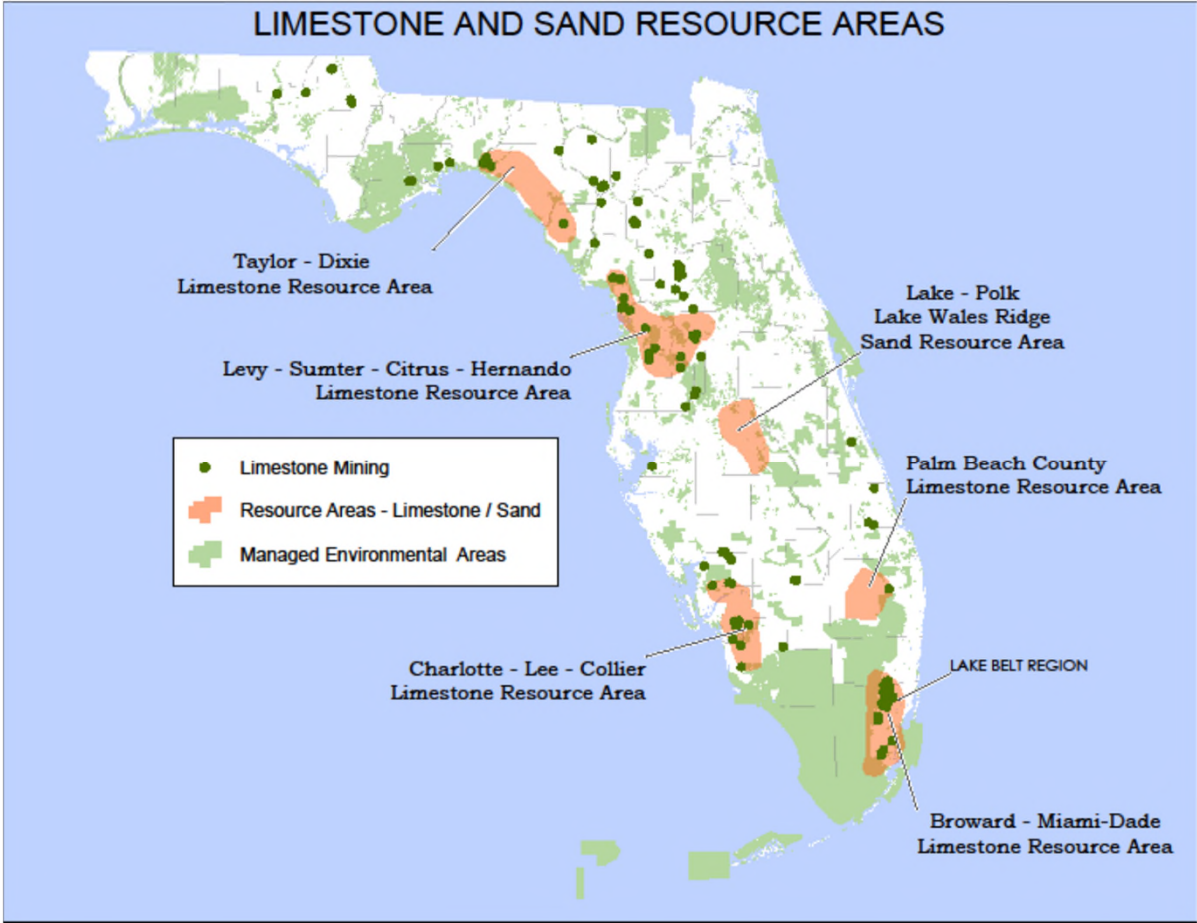 LIMESTONE AND SAND RESOURCE AREAS
Taylor - Dixie
Limestone Resource Area
Lake - Polk
Lake Wales Ridge
Sand Resource Area
Levy - Sumter - Citrus - Hernando
Limestone Resource Area
Limestone Mining
Resource Areas - Limestone / Sand
Managed Environmental Areas
Palm Beach County
Limestone Resource Area
Charlotte - Lee - Collier
Limestone Resource Area
LAKE BELT REGION
Broward - Miami-Dade
Limestone Resource Area